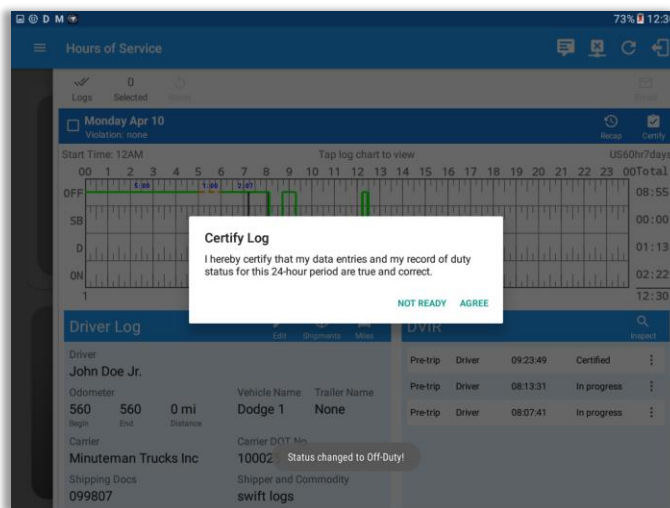 D M 73% 12:3
Hours of Service
Logs
0
Selected
Monday Apr 10
Violation: none
Recap
Certify
Start Time: 12AM Tap log chart to view US60hr7days
00 1 2 3 4 5 6 7 8 9 10 11 12 13 14 15 16 17 18 19 20 21 22 23 00 Total
OFF 08:55
SB 00:00
D 01:13
ON 02:22
1 12:30
Certify Log
I hereby certify that my data entries and my record of duty
status for this 24-hour period are true and correct.
NOT READY AGREE
Driver Log
Edit Shipments Miles
Driver
John Doe Jr.
Odometer Vehicle Name Trailer Name
560 560 0 mi Dodge 1 None
Begin End Distance
Carrier Carrier DOT No
Minuteman Trucks Inc 10002
Shipping Docs Shipper and Commodity
099807 swift logs
DVIR
Inspect
Pre-trip Driver 09:23:49 Certified
Pre-trip Driver 08:13:31 In progress
Pre-trip Driver 08:07:41 In progress
Status changed to Off-Duty!